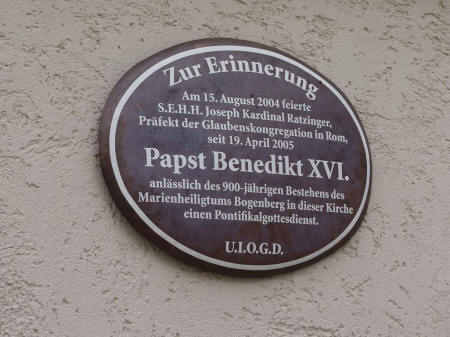 Zur Erinnerung
Am 15. August 2004 feierte
S.E.H.H. Joseph Kardinal Ratzinger,
Präfekt der Glaubenskongregation in Rom,
seit 19. April 2005
Papst Benedikt XVI.
anlässlich des 900-jährigen Bestehens des
Marienheiligtums Bogenberg in dieser Kirche
einen Pontifikalgottesdienst.
U.I.O.G.D.